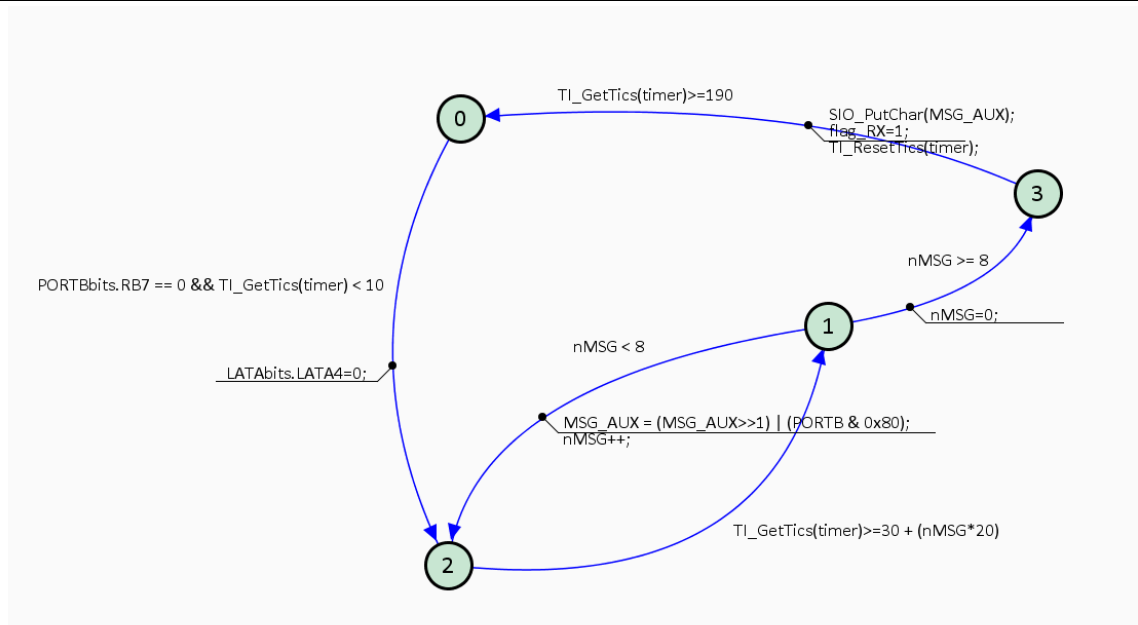 TI_GetTics(timer)>=190
0
SIO_PutChar(MSG_AUX);
flag_RX=1;
TI_ResetTics(timer);
3
nMSG >= 8
PORTBbits.RB7 == 0 && TI_GetTics(timer) < 10
nMSG=0;
1
nMSG < 8
LATAbits.LATA4=0;
MSG_AUX = (MSG_AUX>>1) | (PORTB & 0x80);
nMSG++;
TI_GetTics(timer)>=30 + (nMSG*20)
2